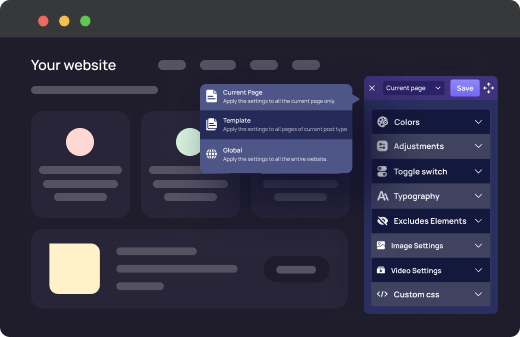 Your website
Current Page
Apply the settings to all the current page only.
Template
Apply the settings to all pages of current post type
Global
Apply the settings to all the entire website.
Current page
Save
Colors
Adjustments
Toggle switch
Typography
Excludes Elements
Image Settings
Video Settings
Custom css